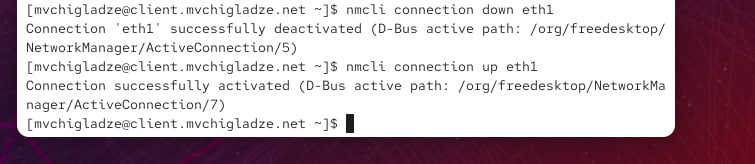 [mvchigladze@client.mvchigladze.net ~]$ nmcli connection down eth1
Connection 'eth1' successfully deactivated (D-Bus active path: /org/freedesktop/
NetworkManager/ActiveConnection/5)
[mvchigladze@client.mvchigladze.net ~]$ nmcli connection up eth1
Connection successfully activated (D-Bus active path: /org/freedesktop/NetworkMa
nager/ActiveConnection/7)
[mvchigladze@client.mvchigladze.net ~]$